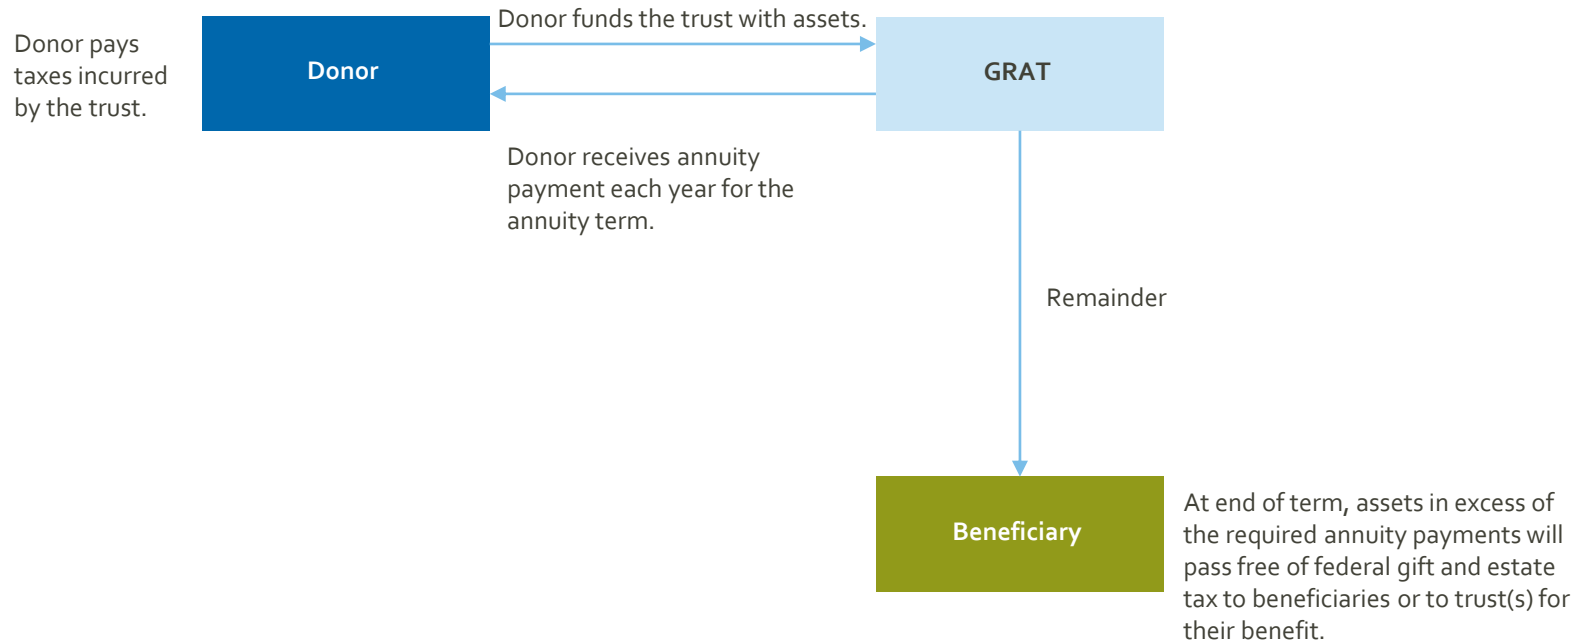 Donor funds the trust with assets.
Donor pays
taxes incurred
by the trust.
Donor
GRAT
Donor receives annuity
payment each year for the
annuity term.
Remainder
Beneficiary
At end of term, assets in excess of
the required annuity payments will
pass free of federal gift and estate
tax to beneficiaries or to trust(s) for
their benefit.